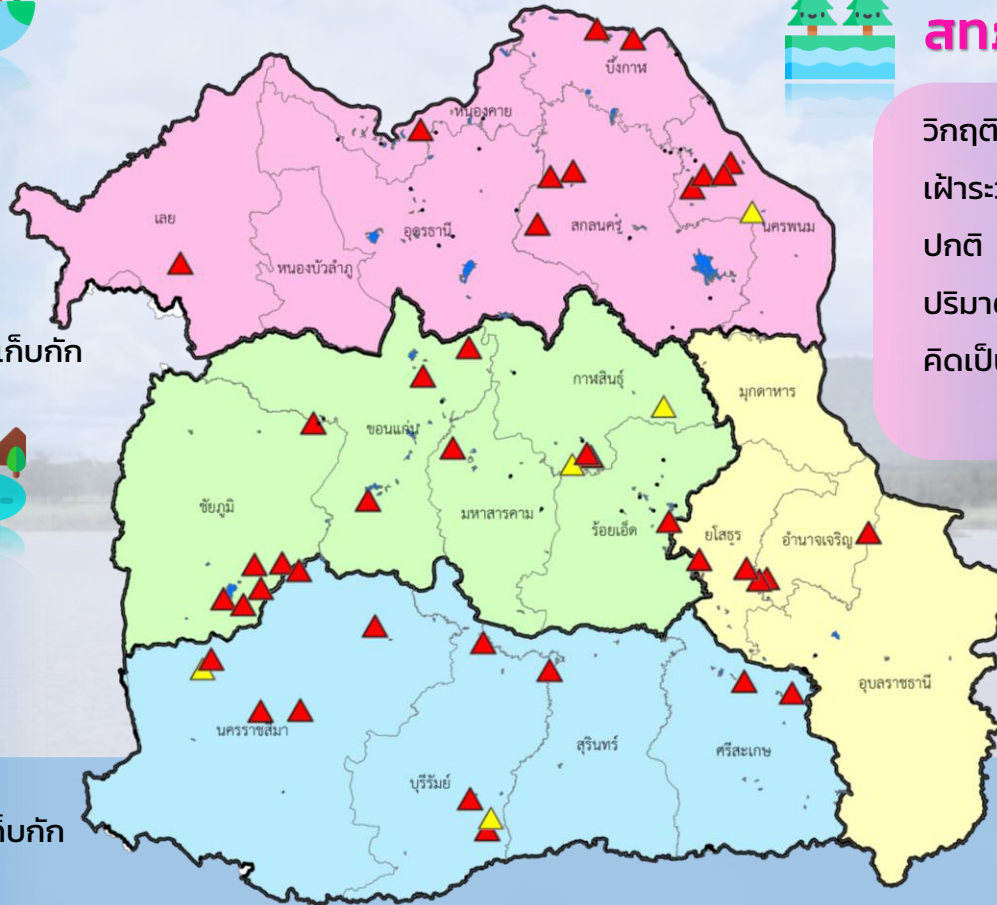 สทภ
วิกฤติ
เฝ้าระวั
ปกติ
ปริมาณ
คิดเป็น
บึงกาฬ
หนองคาย
เลย
อุดรธานี
สกลนคร
นครพนม
หนองบัวลำภู
เก็บกัก
กาฬสินธุ์
มุกดาหาร
ขอนแก่น
ชัยภูมิ
มหาสารคาม
ร้อยเอ็ด
ยโสธร
อำนาจเจริญ
อุบลราชธานี
นครราชสีมา
สุรินทร์
ศรีสะเกษ
บุรีรัมย์
ก็บกัก